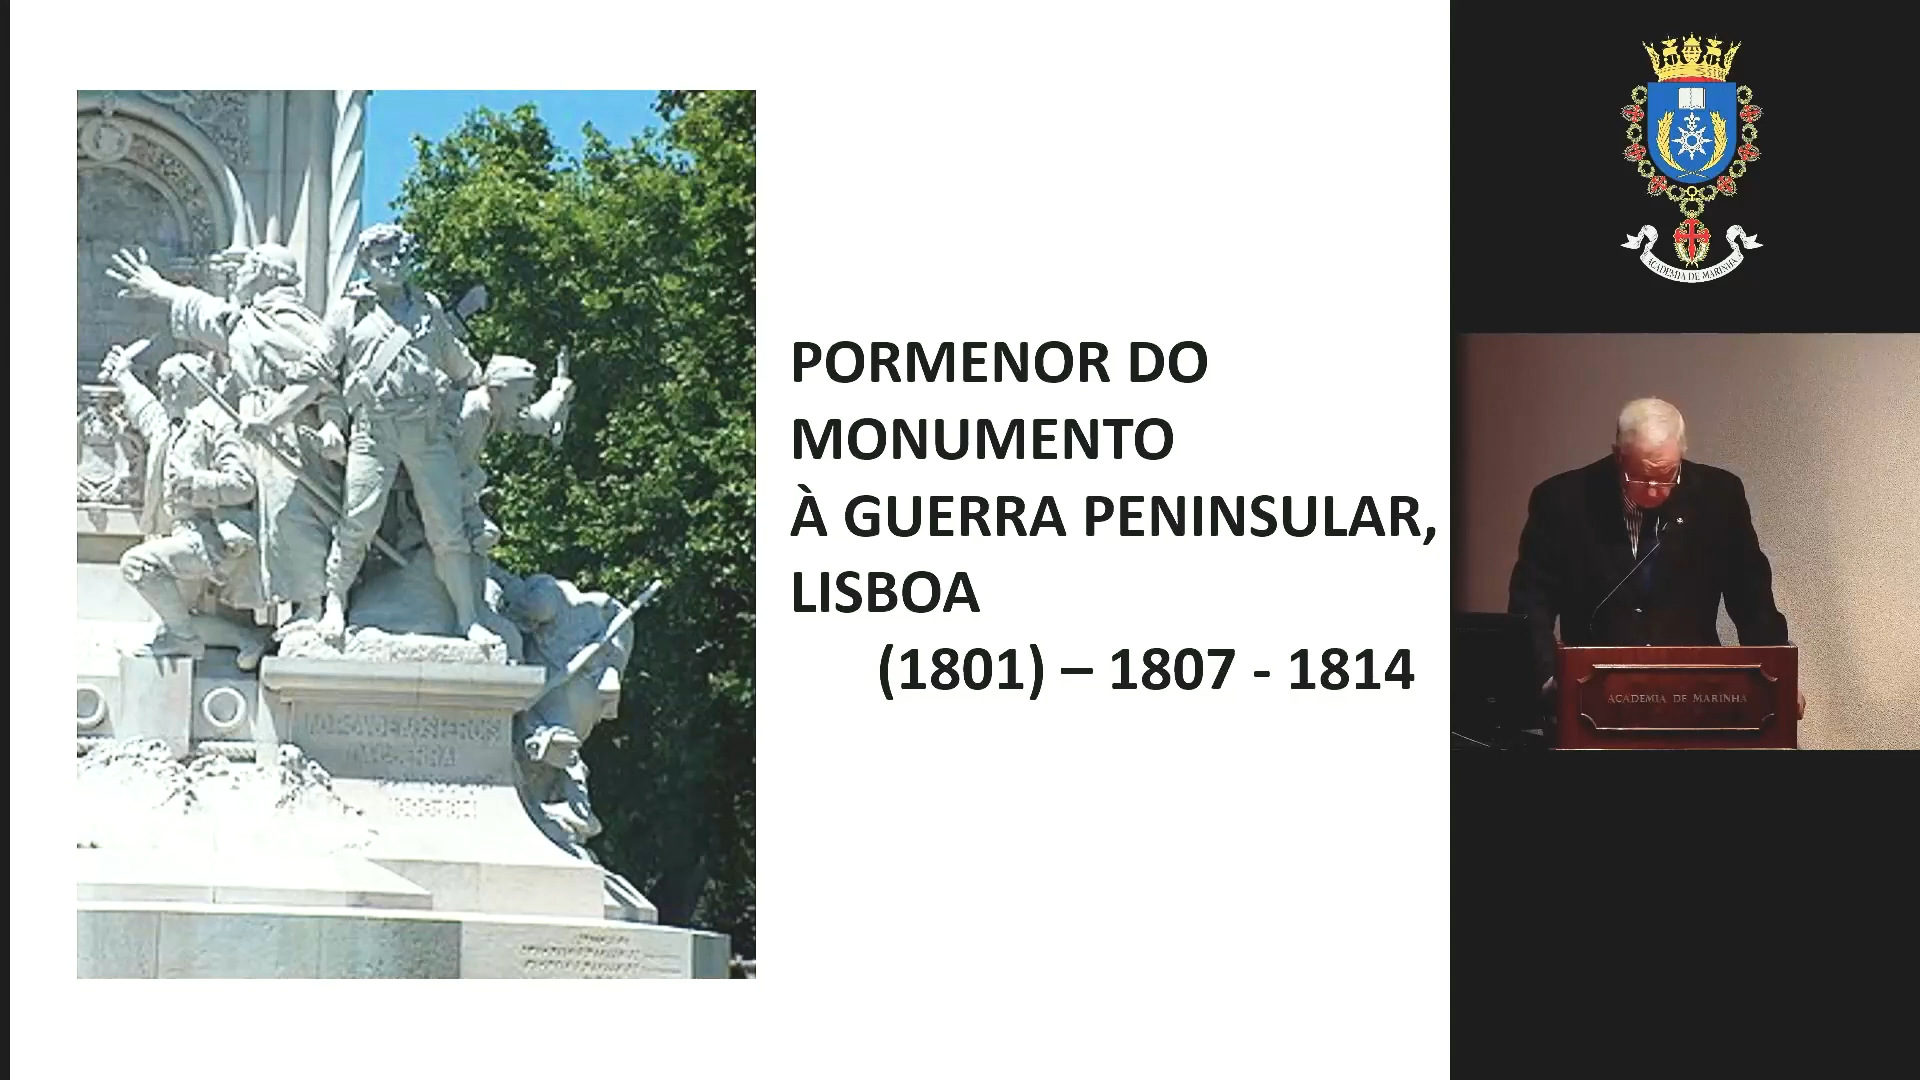 PORMENOR DO
MONUMENTO
À GUERRA PENINSULAR,
LISBOA
(1801) – 1807 - 1814
ACADEMIA DE MARINHA
ACADEMIA DE MARINHA